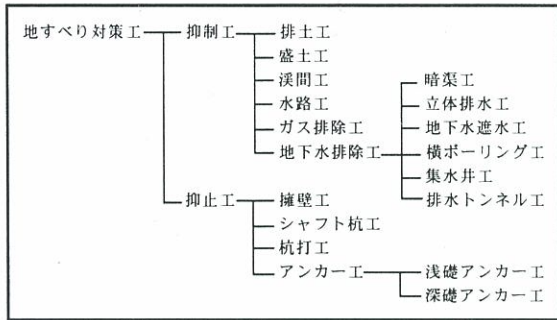 地すべり対策工 抑制工 排土工
盛土工
渓間工 暗渠工
水路工 立体排水工
ガス排除工 地下水遮水工
地下水排除工 横ボーリング工
集水井工
抑止工 擁壁工 排水トンネル工
シャフト杭工
杭打工
アンカー工 浅礎アンカー工
深礎アンカー工